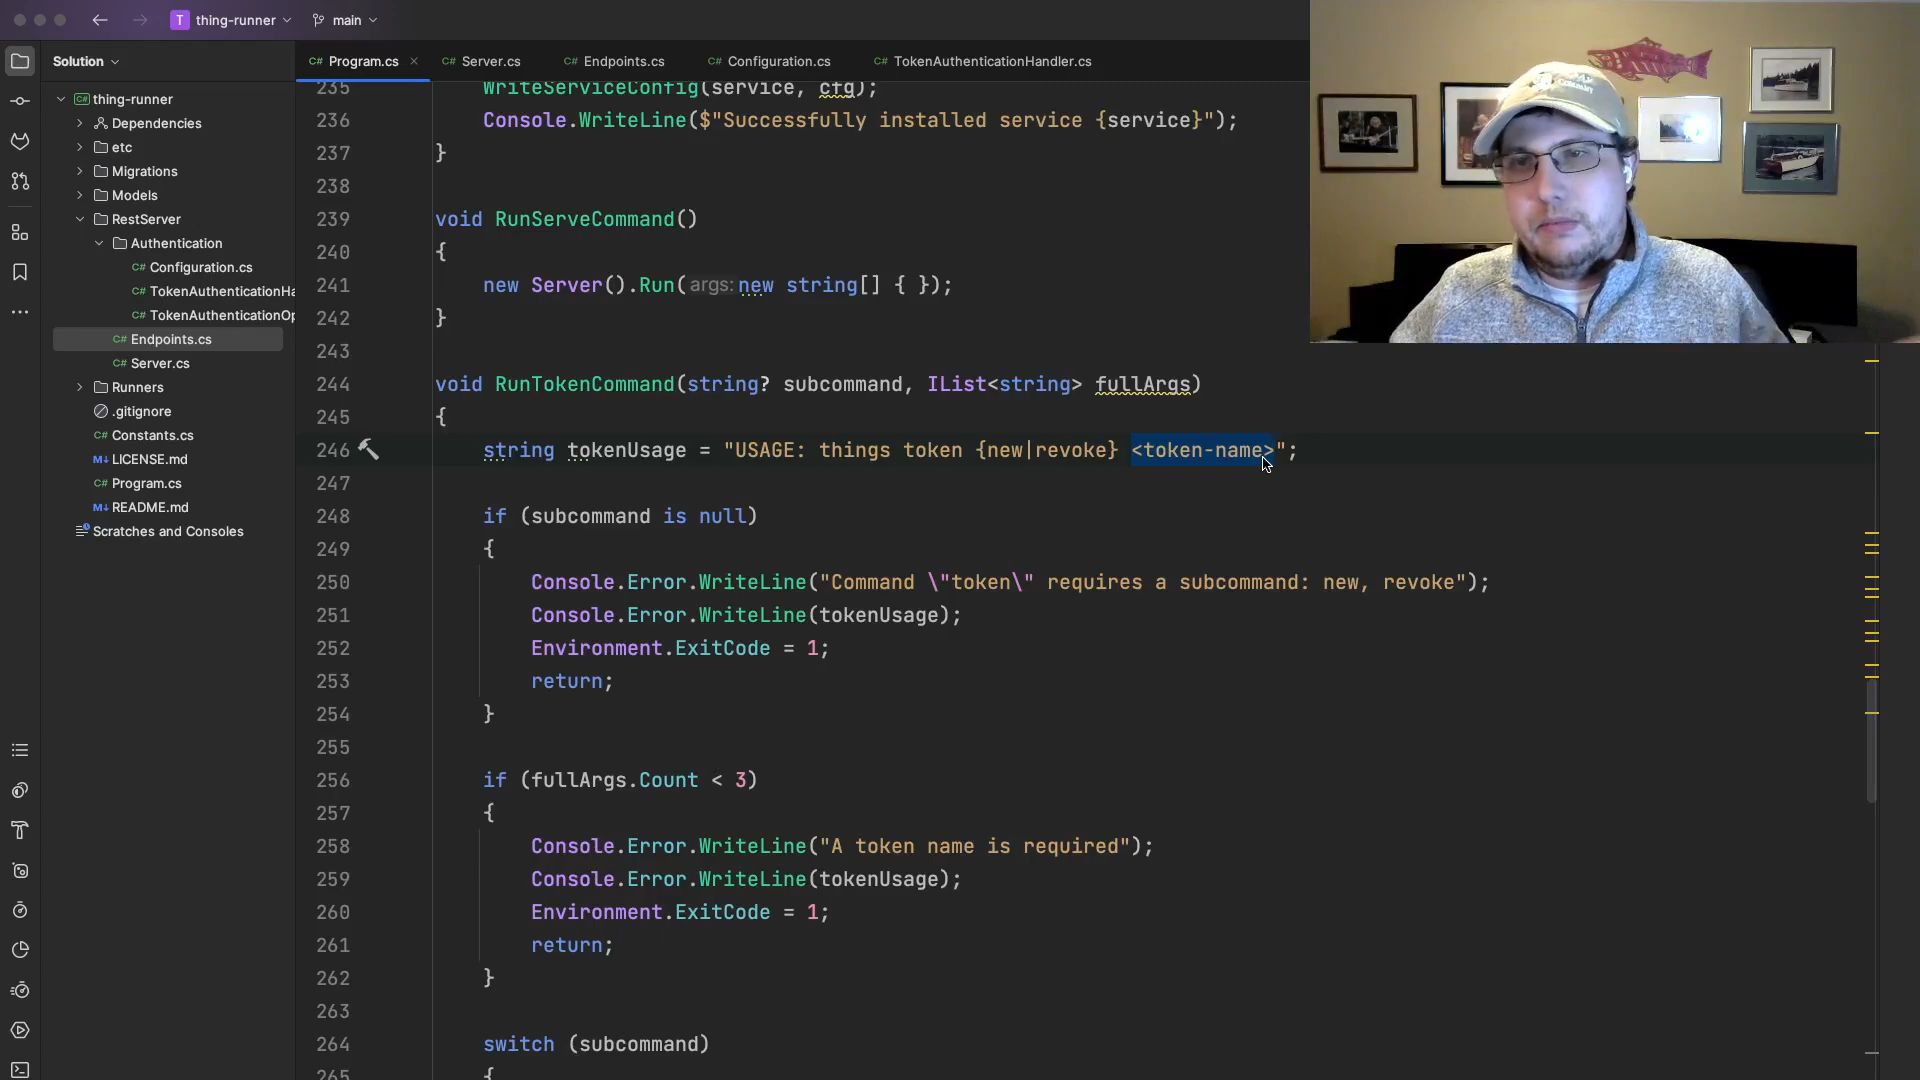 T thing-runner main
Solution
Program.cs
Server.cs
Endpoints.cs
Configuration.cs
TokenAuthenticationHandler.cs
thing-runner
Dependencies
etc
Migrations
Models
RestServer
Authentication
C# Configuration.cs
C# TokenAuthenticationHa
C# TokenAuthenticationOp
C# Endpoints.cs
C# Server.cs
Runners
.gitignore
C# Constants.cs
M↓ LICENSE.md
C# Program.cs
M↓ README.md
Scratches and Consoles
235 WriteServiceConfig(service, cfg);
236 Console.WriteLine($"Successfully installed service {service}");
237 }
238
239 void RunServeCommand()
240 {
241 new Server().Run(args: new string[] { });
242 }
243
244 void RunTokenCommand(string? subcommand, IList<string> fullArgs)
245 {
246 string tokenUsage = "USAGE: things token {new|revoke} <token-name>";
247
248 if (subcommand is null)
249 {
250 Console.Error.WriteLine("Command \"token\" requires a subcommand: new, revoke");
251 Console.Error.WriteLine(tokenUsage);
252 Environment.ExitCode = 1;
253 return;
254 }
255
256 if (fullArgs.Count < 3)
257 {
258 Console.Error.WriteLine("A token name is required");
259 Console.Error.WriteLine(tokenUsage);
260 Environment.ExitCode = 1;
261 return;
262 }
263
264 switch (subcommand)
265 {